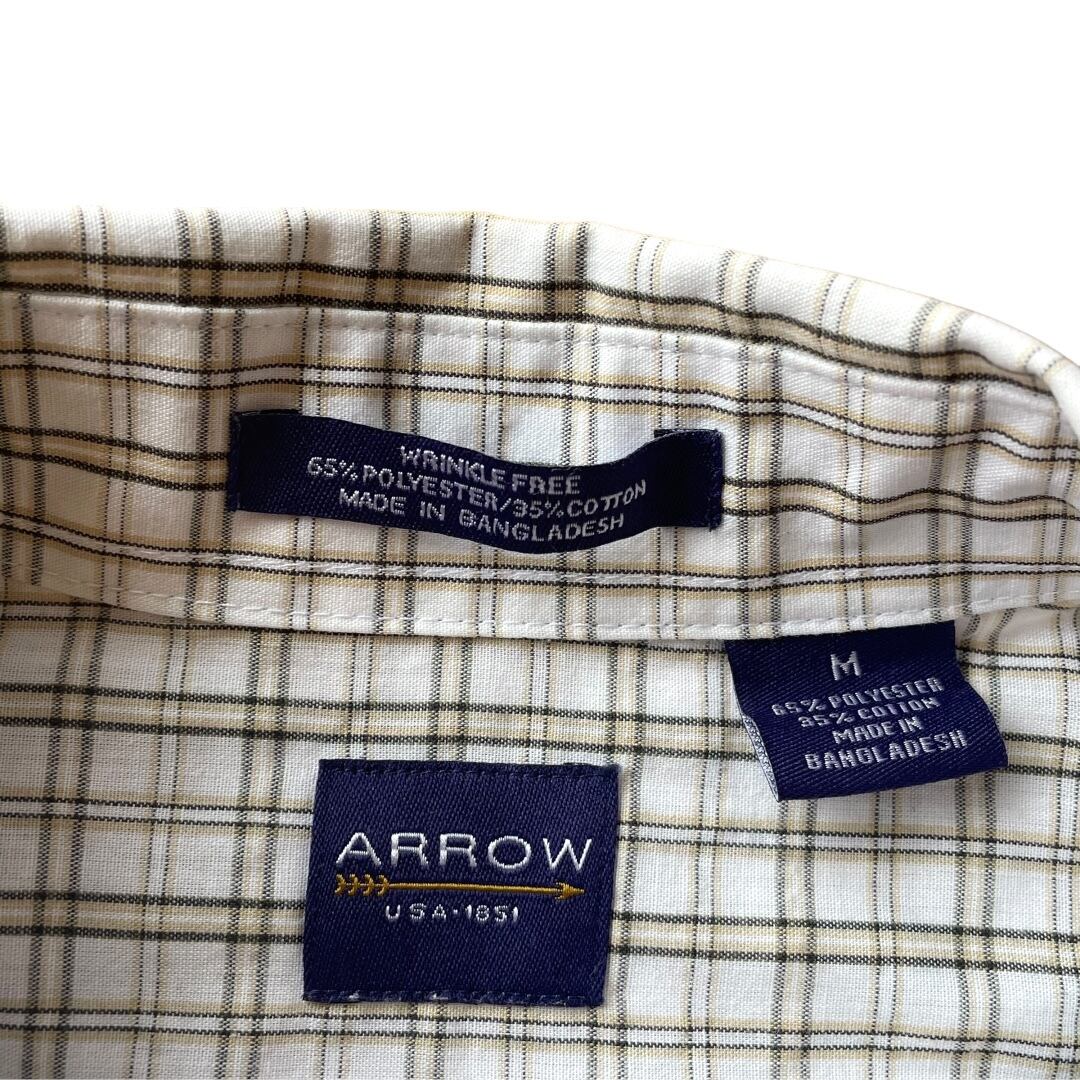 WRINKLE FREE
65% POLYESTER/35% COTTON
MADE IN BANGLADESH
M
65% POLYESTER
35% COTTON
MADE IN
BANGLADESH
ARROW
USA·1851